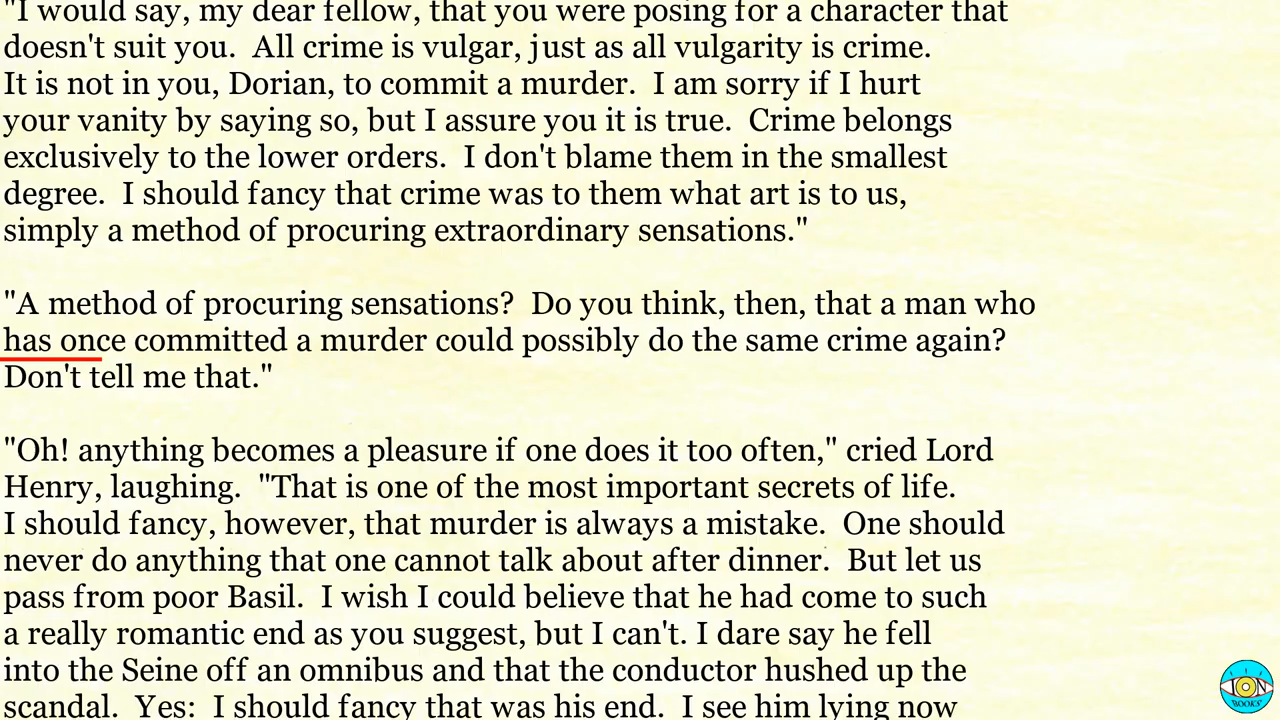 "I would say, my dear fellow, that you were posing for a character that
doesn't suit you.  All crime is vulgar, just as all vulgarity is crime.
It is not in you, Dorian, to commit a murder.  I am sorry if I hurt
your vanity by saying so, but I assure you it is true.  Crime belongs
exclusively to the lower orders.  I don't blame them in the smallest
degree.  I should fancy that crime was to them what art is to us,
simply a method of procuring extraordinary sensations."
"A method of procuring sensations?  Do you think, then, that a man who
has once committed a murder could possibly do the same crime again?
Don't tell me that."
"Oh! anything becomes a pleasure if one does it too often," cried Lord
Henry, laughing.  "That is one of the most important secrets of life.
I should fancy, however, that murder is always a mistake.  One should
never do anything that one cannot talk about after dinner.  But let us
pass from poor Basil.  I wish I could believe that he had come to such
a really romantic end as you suggest, but I can't. I dare say he fell
into the Seine off an omnibus and that the conductor hushed up the
scandal.  Yes:  I should fancy that was his end.  I see him lying now
ION
BOOKS